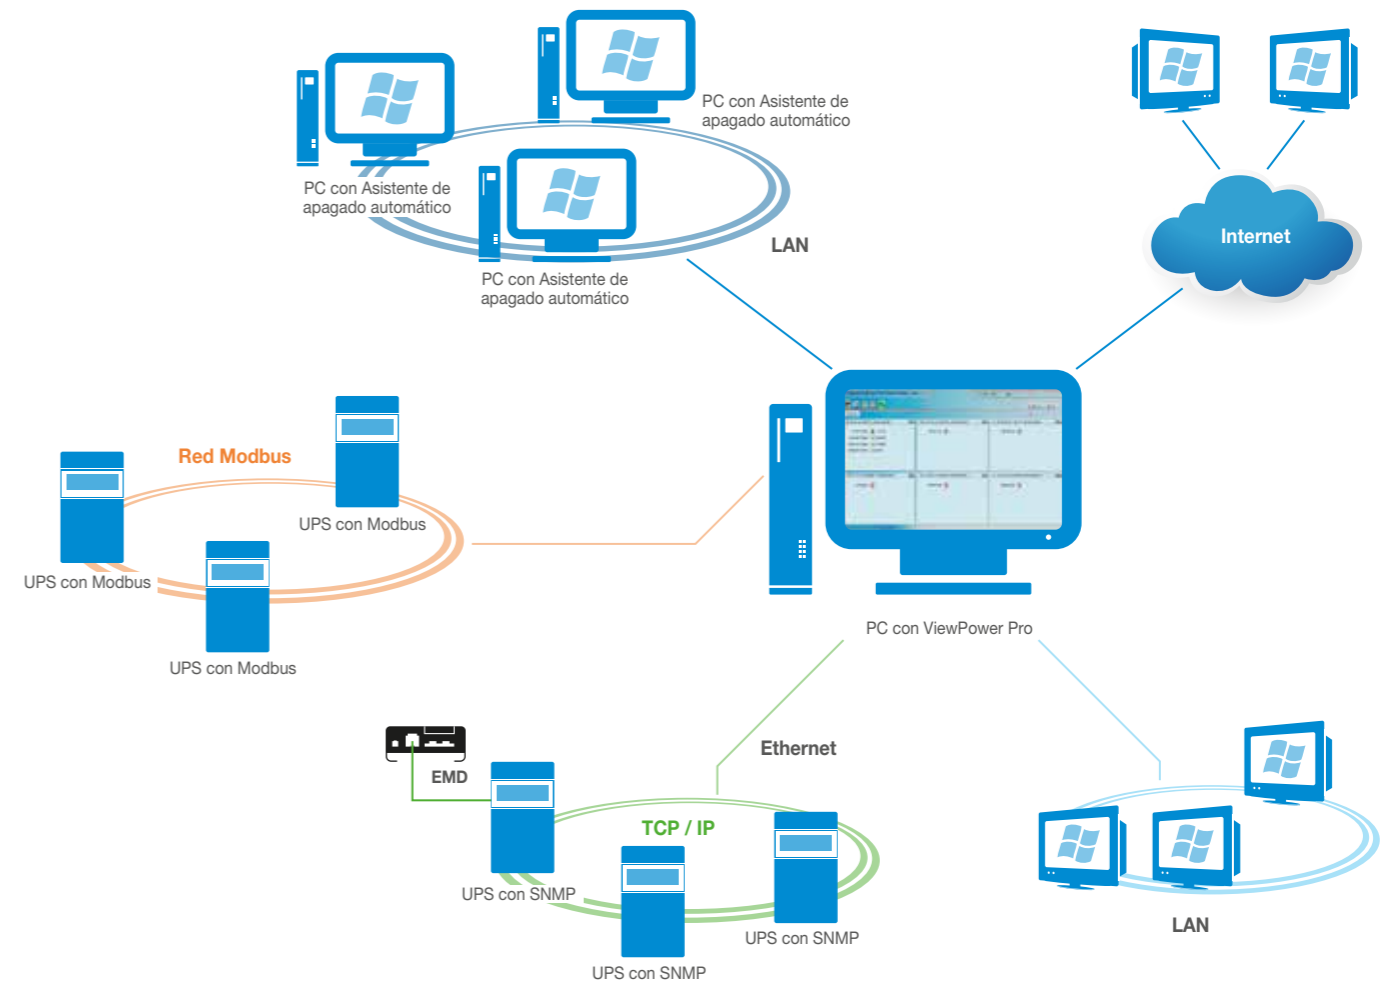 PC con Asistente de
apagado automático
PC con Asistente de
apagado automático
PC con Asistente de
apagado automático
LAN
Internet
Red Modbus
UPS con Modbus
UPS con Modbus
UPS con Modbus
PC con ViewPower Pro
Ethernet
EMD
TCP / IP
UPS con SNMP
UPS con SNMP
UPS con SNMP
LAN